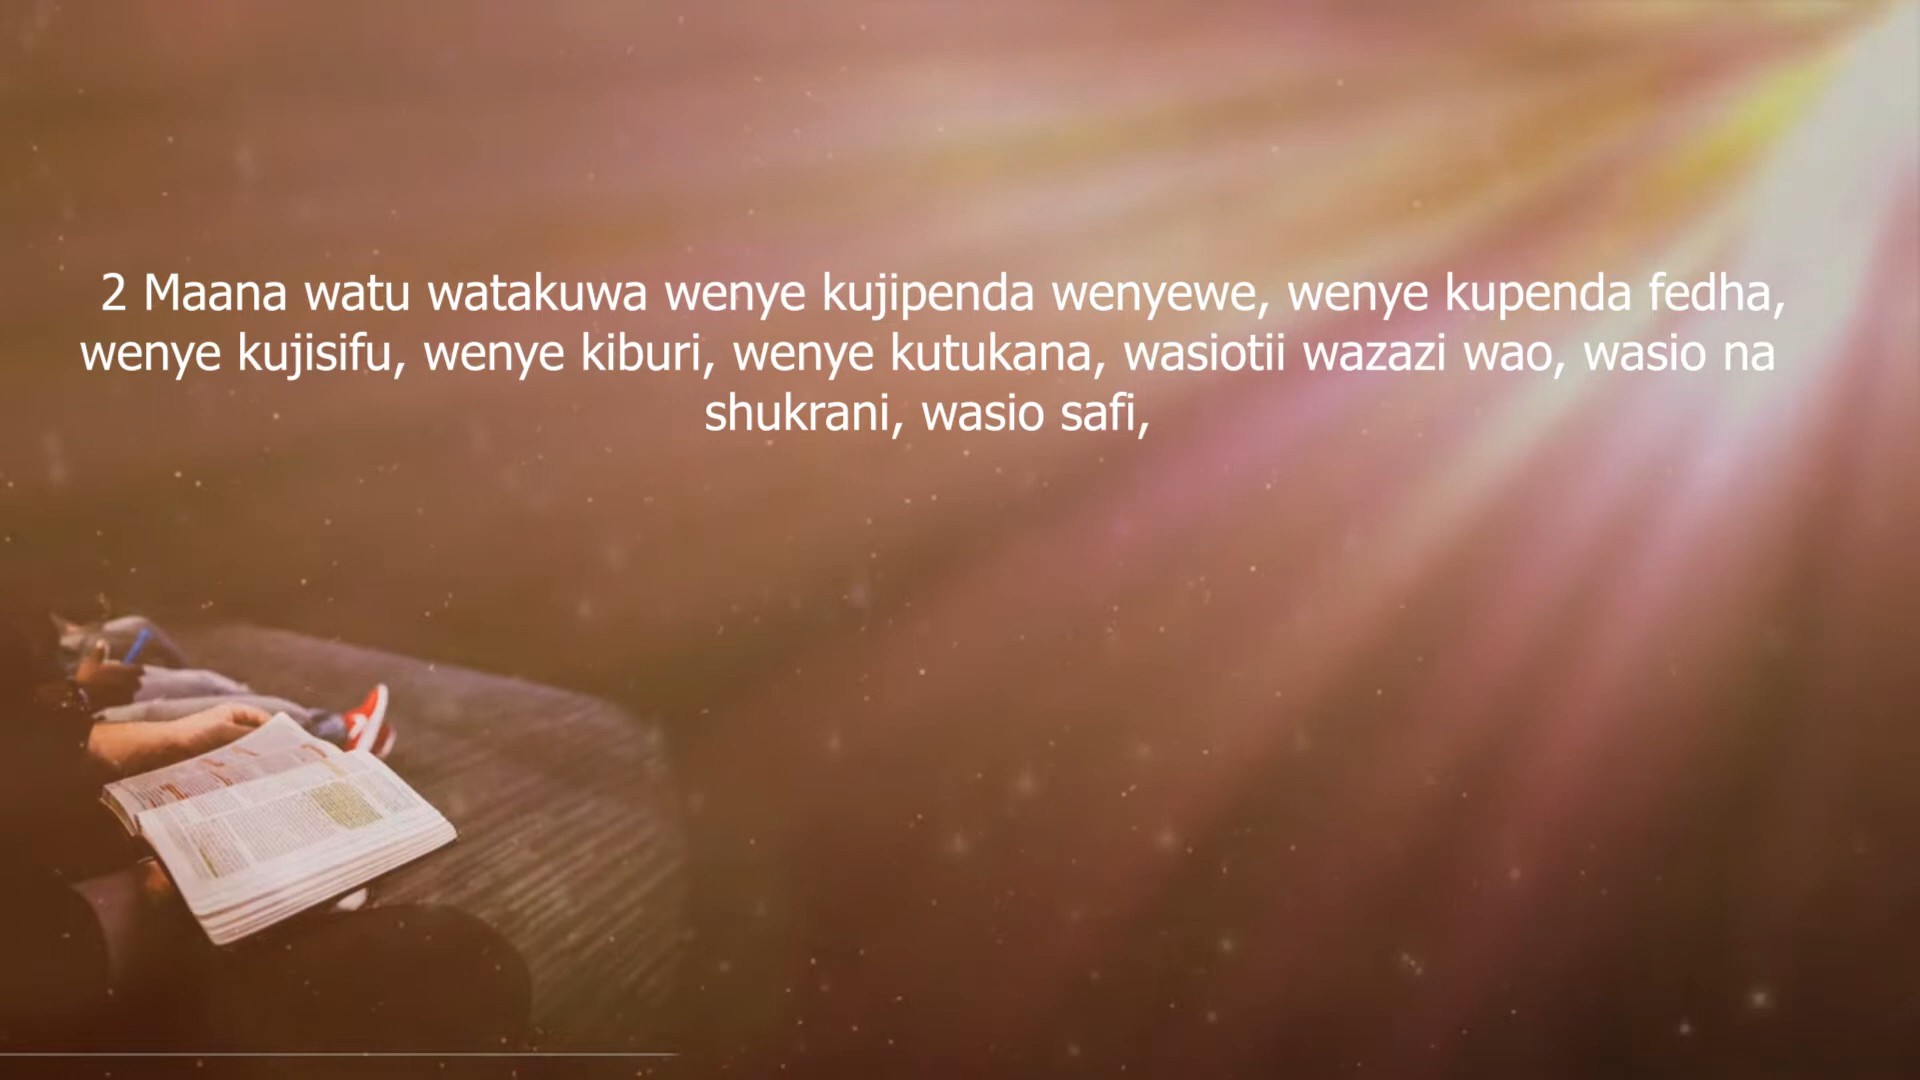 2 Maana watu watakuwa wenye kujipenda wenyewe, wenye kupenda fedha,
wenye kujisifu, wenye kiburi, wenye kutukana, wasiotii wazazi wao, wasio na
shukrani, wasio safi,